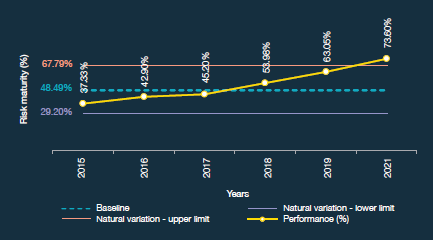 Risk maturity (%)
67.79%
48.49%
29.20%
37.33%
42.90%
45.20%
53.98%
63.05%
73.60%
2015
2016
2017
2018
2019
2021
Years
Baseline
Natural variation - lower limit
Natural variation - upper limit
Performance (%)